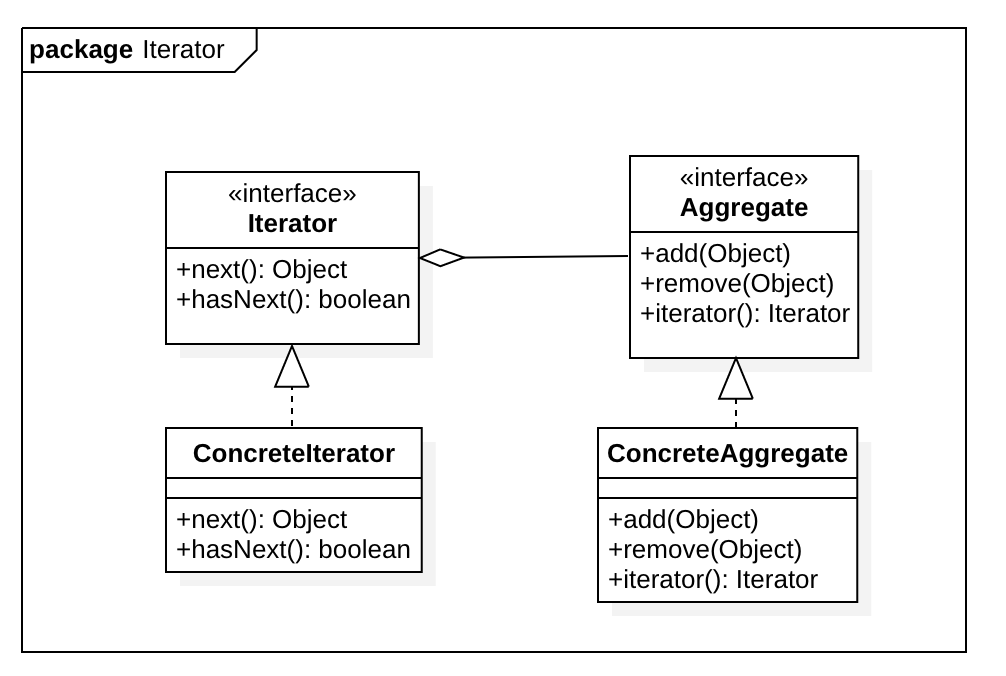 package Iterator
«interface»
Iterator
+next(): Object
+hasNext(): boolean
«interface»
Aggregate
+add(Object)
+remove(Object)
+iterator(): Iterator
ConcreteIterator
+next(): Object
+hasNext(): boolean
ConcreteAggregate
+add(Object)
+remove(Object)
+iterator(): Iterator